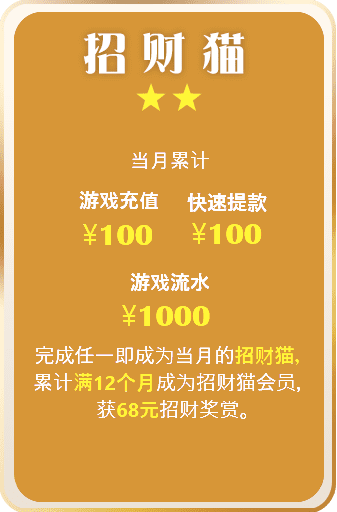 招财猫
当月累计
游戏充值 快速提款
¥100 ¥100
游戏流水
¥1000
完成任一即成为当月的招财猫,
累计满12个月成为招财猫会员,
获68元招财奖赏。